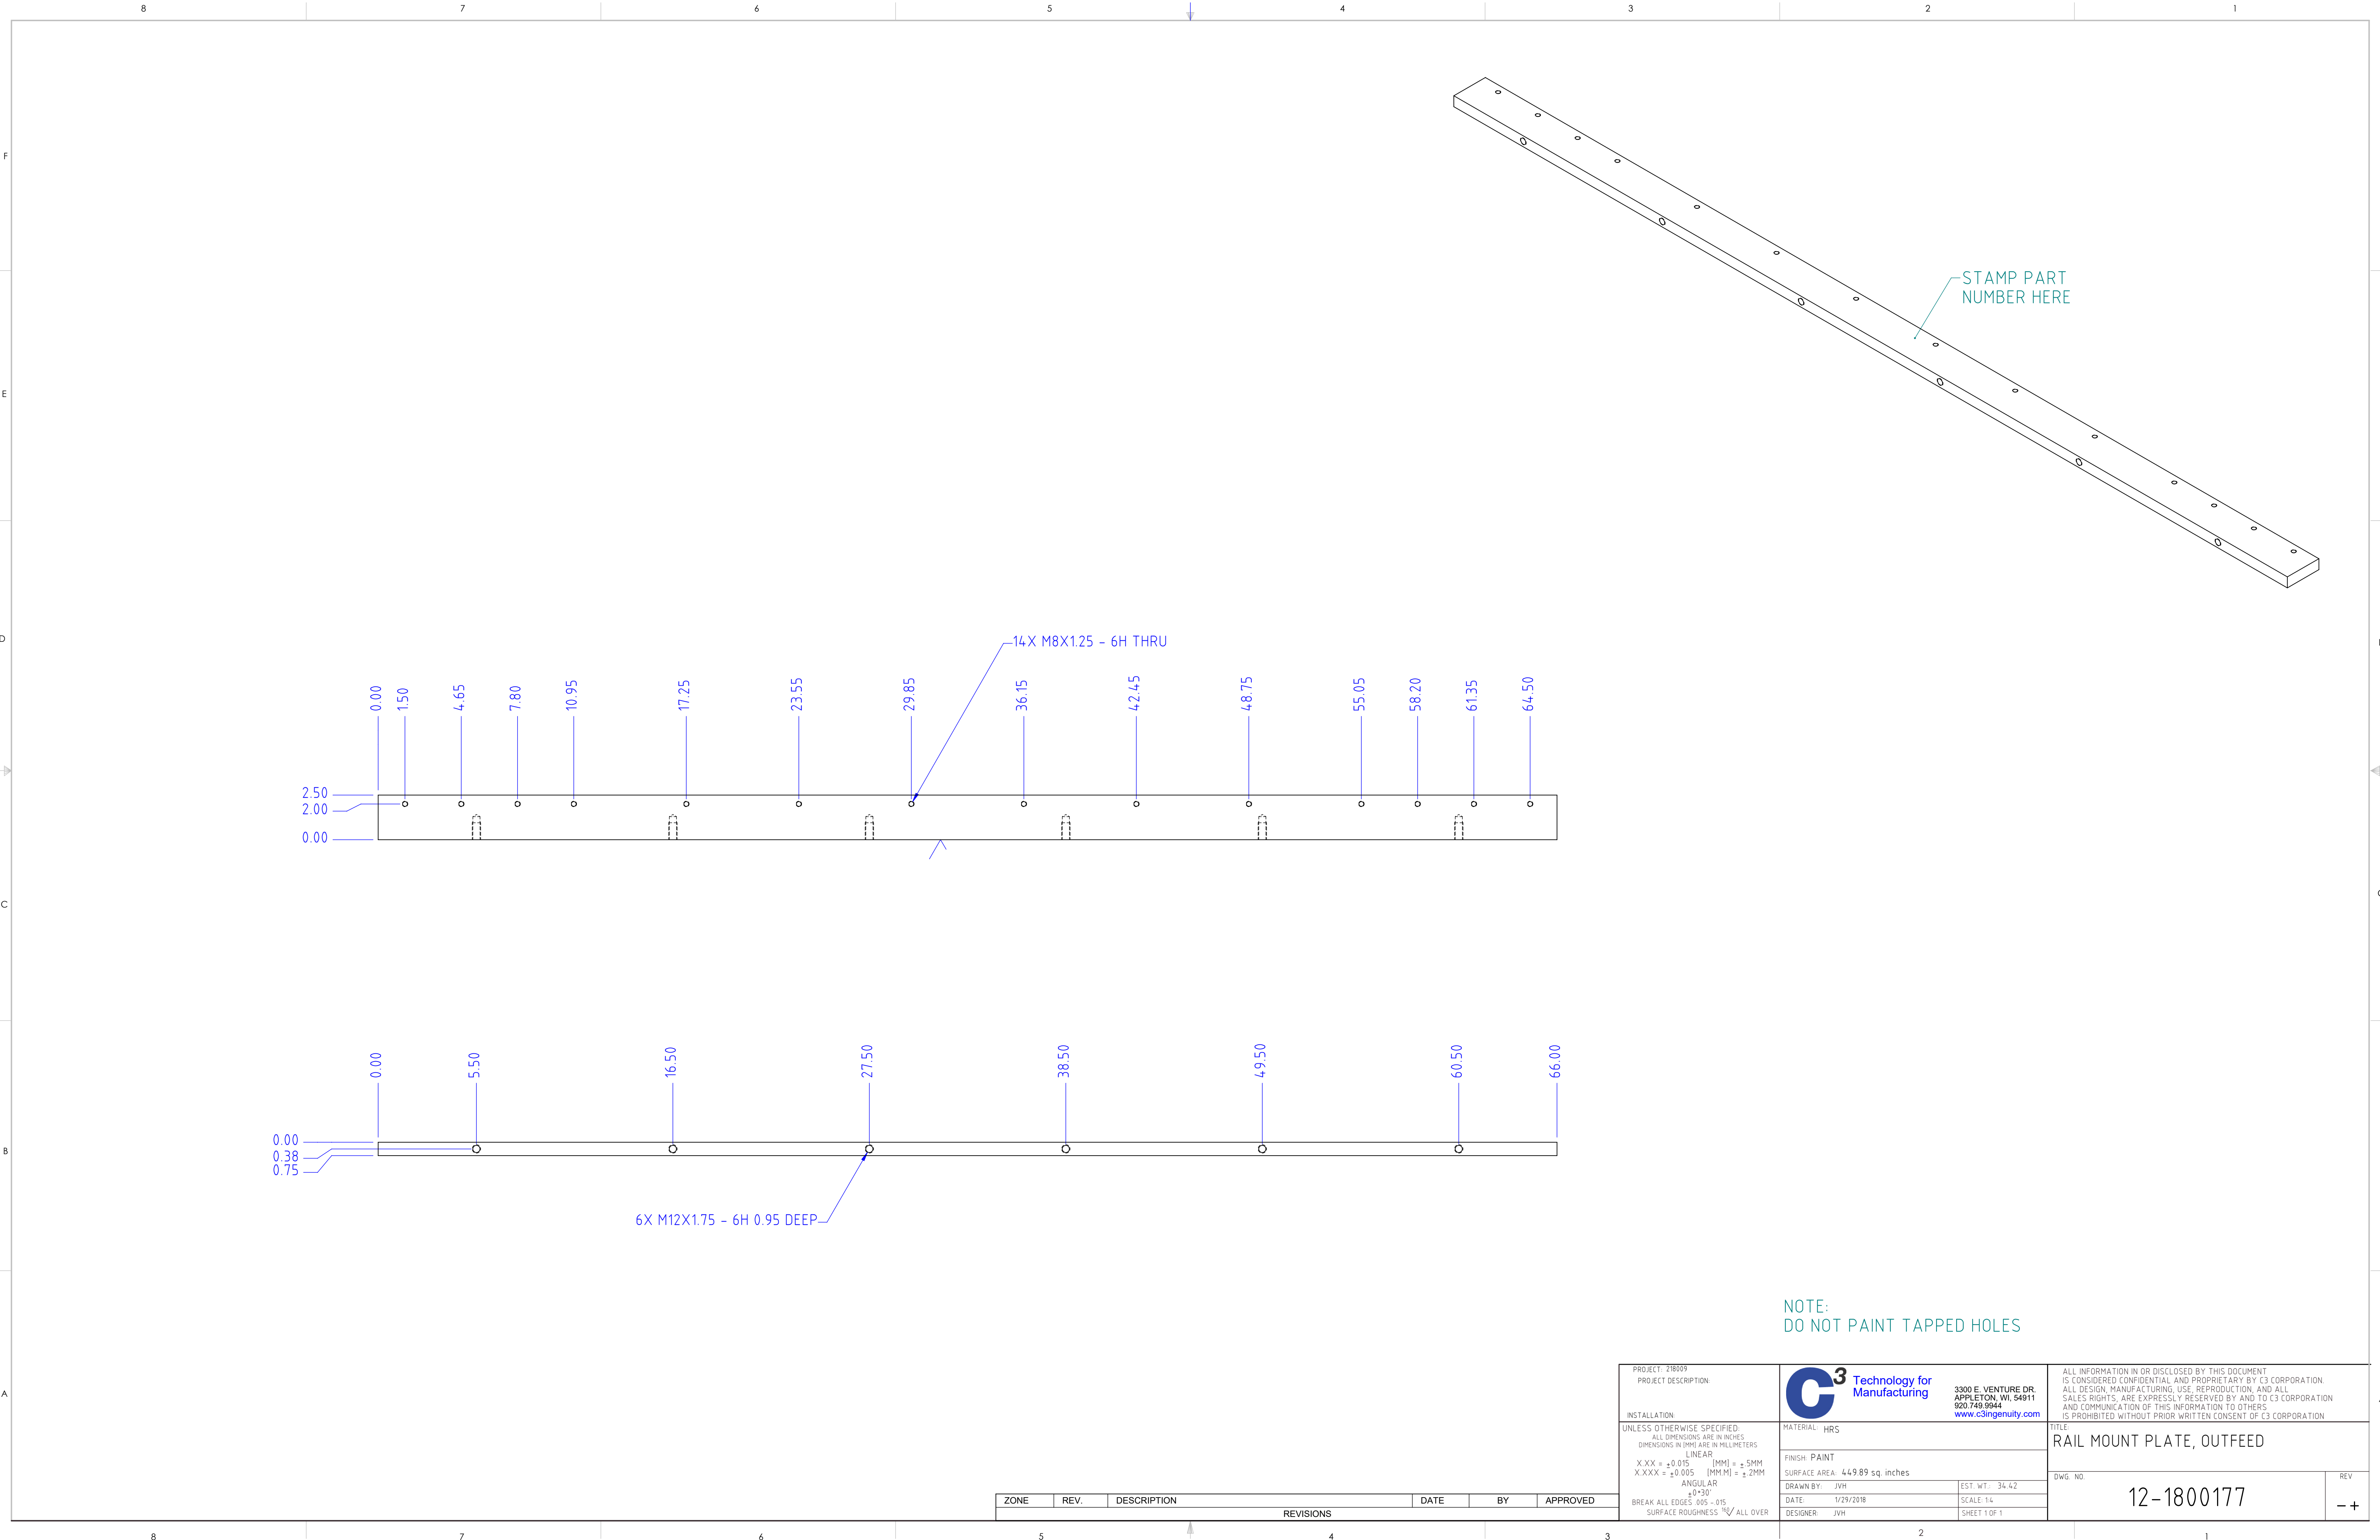 8 7 6 5 4 3 2 1
F
E
D
C
B
A
STAMP PART
NUMBER HERE
14X M8X1.25 - 6H THRU
0.00 1.50 4.65 7.80 10.95 17.25 23.55 29.85 36.15 42.45 48.75 55.05 58.20 61.35 64.50
2.50
2.00
0.00
0.00 5.50 16.50 27.50 38.50 49.50 60.50 66.00
0.00
0.38
0.75
6X M12X1.75 - 6H 0.95 DEEP
NOTE:
DO NOT PAINT TAPPED HOLES
PROJECT: 218009
PROJECT DESCRIPTION:
INSTALLATION:
C3 Technology for
Manufacturing
3300 E. VENTURE DR.
APPLETON, WI, 54911
920.749.9944
www.c3ingenuity.com
ALL INFORMATION IN OR DISCLOSED BY THIS DOCUMENT
IS CONSIDERED CONFIDENTIAL AND PROPRIETARY BY C3 CORPORATION.
ALL DESIGN, MANUFACTURING, USE, REPRODUCTION, AND ALL
SALES RIGHTS, ARE EXPRESSLY RESERVED BY AND TO C3 CORPORATION
AND COMMUNICATION OF THIS INFORMATION TO OTHERS
IS PROHIBITED WITHOUT PRIOR WRITTEN CONSENT OF C3 CORPORATION
UNLESS OTHERWISE SPECIFIED:
ALL DIMENSIONS ARE IN INCHES
DIMENSIONS IN [MM] ARE IN MILLIMETERS
LINEAR
X.XX = ±0.015 [MM] = ±.5MM
X.XXX = ±0.005 [MM.M] = ±.2MM
ANGULAR
±0°30'
BREAK ALL EDGES .005 -.015
SURFACE ROUGHNESS 160 ALL OVER
MATERIAL: HRS
FINISH: PAINT
SURFACE AREA: 449.89 sq. inches
DRAWN BY: JVH
EST. WT.: 34.42
DATE: 1/29/2018
SCALE: 1:4
DESIGNER: JVH
SHEET 1 OF 1
TITLE:
RAIL MOUNT PLATE, OUTFEED
DWG. NO.
12-1800177
REV
-+
ZONE REV. DESCRIPTION DATE BY APPROVED
REVISIONS
8 7 6 5 4 3 2 1